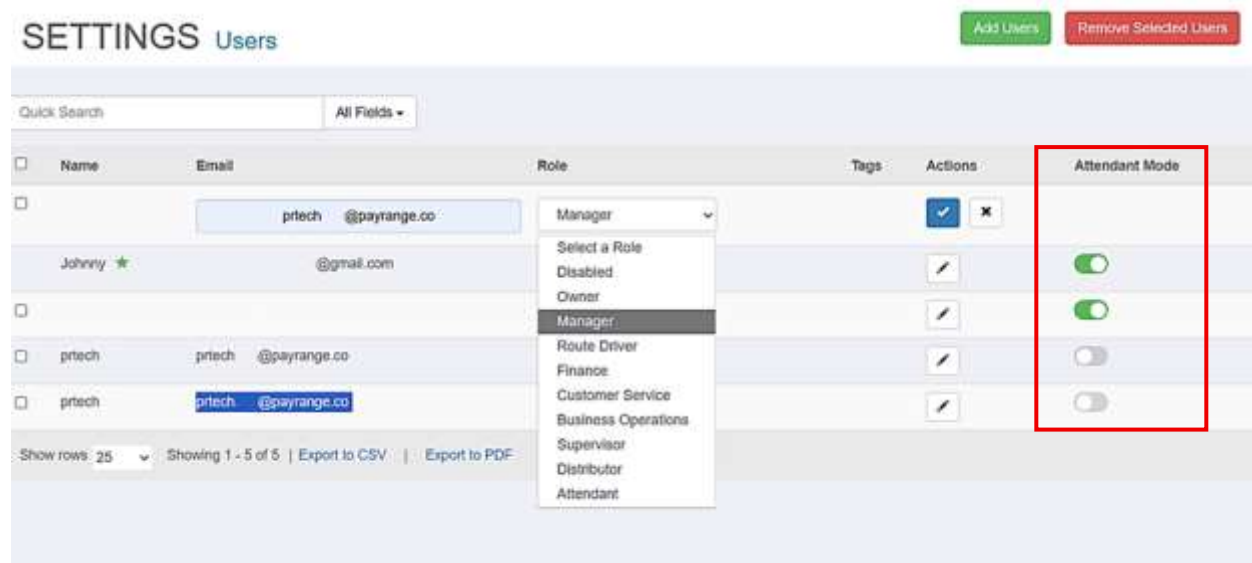 SETTINGS Users
Add Users
Remove Selected Users
Quick Search
All Fields
Name Email Role Tags Actions Attendant Mode
prtech @payrange.co Manager
Select a Role
Johnny @gmail.com
Disabled
Owner
Manager
Route Driver
prtech prtech @payrange.co
Finance
Customer Service
prtech prtech @payrange.co
Business Operations
Supervisor
Show rows 25 Showing 1 - 5 of 5 | Export to CSV | Export to PDF
Distributor
Attendant